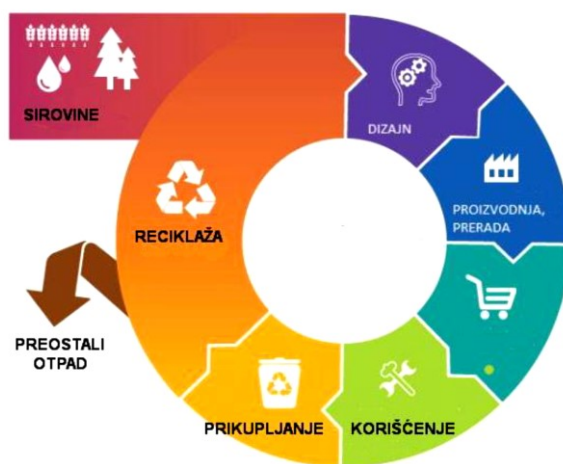 SIROVINE
DIZAJN
PROIZVODNJA,
PRERADA
RECIKLAŽA
PREOSTALI
OTPAD
PRIKUPLJANJE
KORIŠĆENJE